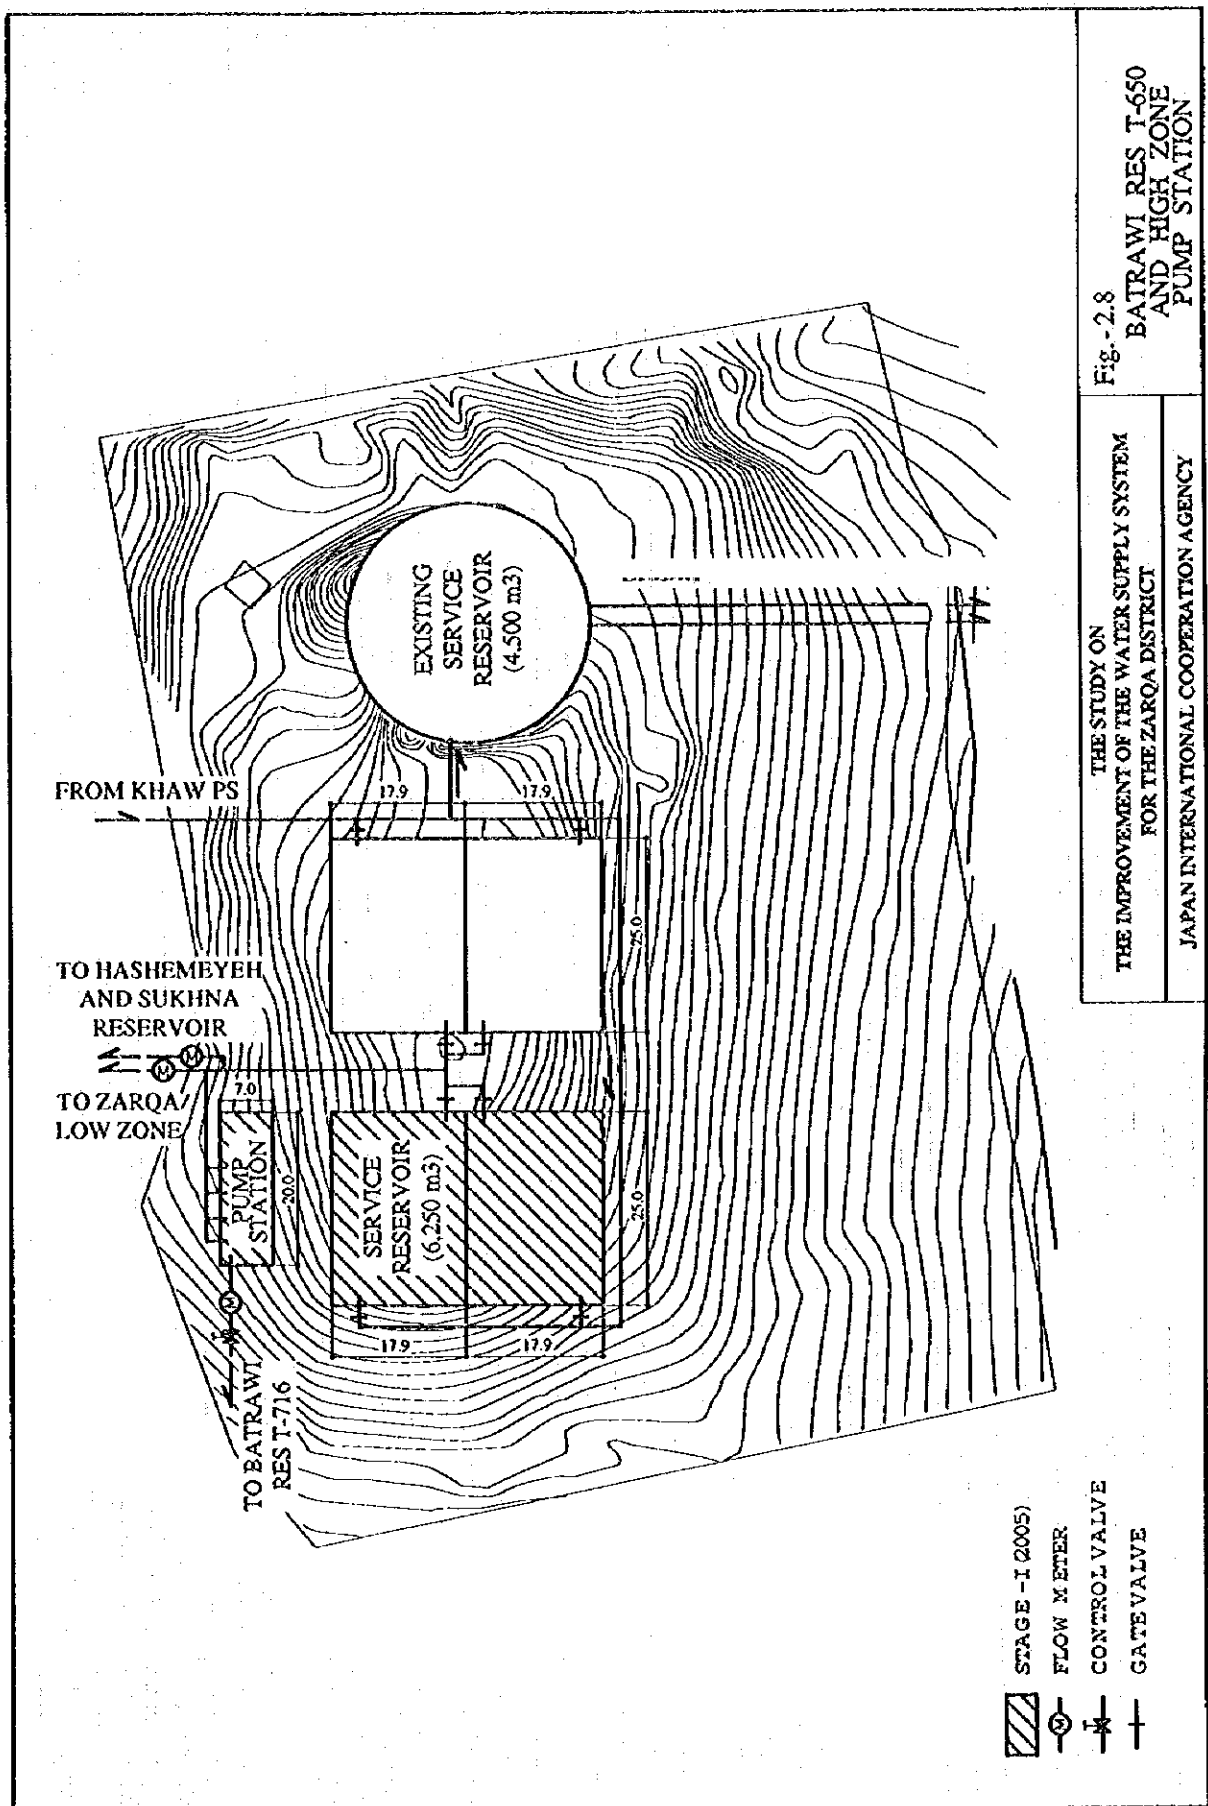 FROM KHAW PS
TO HASHEMEYEH
AND SUKHNA
RESERVOIR
TO ZARQA
LOW ZONE
M
M
M
7.0
PUMP
STATION
20.0
TO BATRAWI
RES T-716
EXISTING
SERVICE
RESERVOIR
(4,500 m3)
17.9
17.9
25.0
SERVICE
RESERVOIR
(6,250 m3)
25.0
17.9
17.9
STAGE -I (2005)
M
FLOW METER
CONTROL VALVE
GATE VALVE
THE STUDY ON
THE IMPROVEMENT OF THE WATER SUPPLY SYSTEM
FOR THE ZARQA DISTRICT
JAPAN INTERNATIONAL COOPERATION AGENCY
Fig.-2.8
BATRAWI RES T-650
AND HIGH ZONE
PUMP STATION